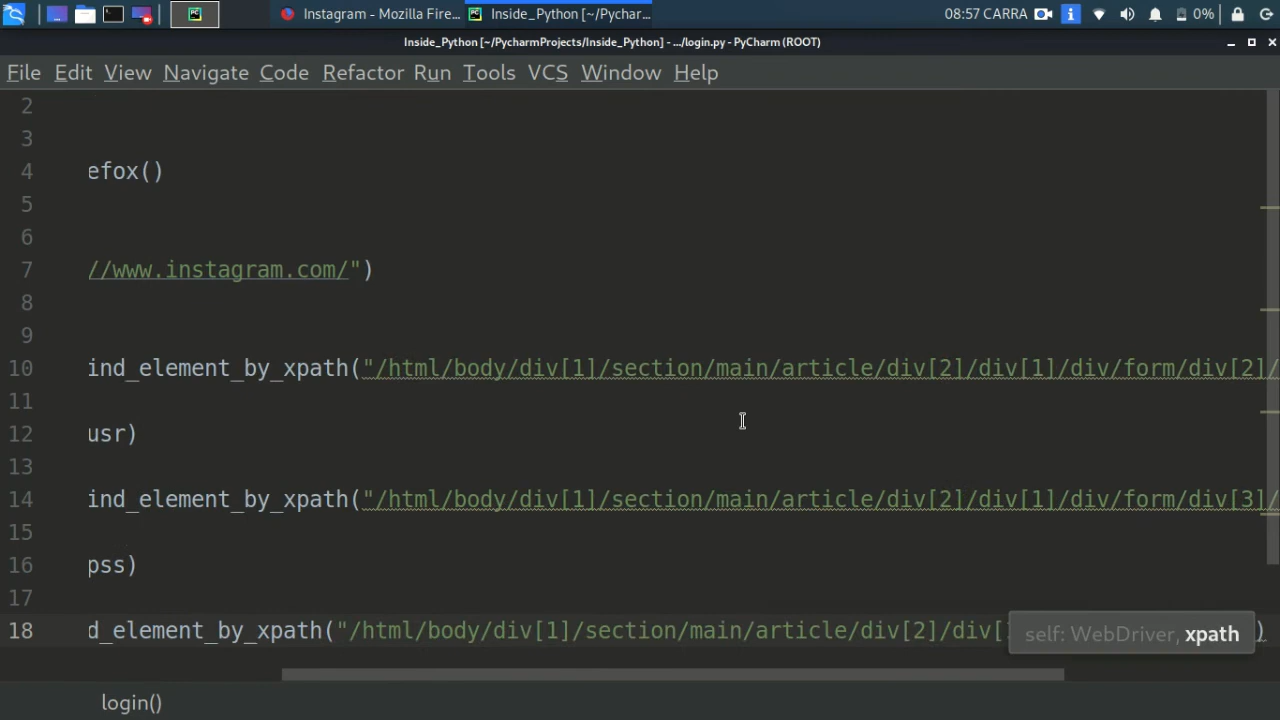 Instagram - Mozilla Fire...
Inside_Python [~/Pychar...
08:57 CARRA
0%
Inside_Python [~/PycharmProjects/Inside_Python] - .../login.py - PyCharm (ROOT)
File Edit View Navigate Code Refactor Run Tools VCS Window Help
2
3
4 efox()
5
6
7 //www.instagram.com/")
8
9
10 ind_element_by_xpath("/html/body/div[1]/section/main/article/div[2]/div[1]/div/form/div[2]/
11
12 usr)
13
14 ind_element_by_xpath("/html/body/div[1]/section/main/article/div[2]/div[1]/div/form/div[3]/
15
16 pss)
17
18 d_element_by_xpath("/html/body/div[1]/section/main/article/div[2]/div[ )
self: WebDriver, xpath
login()